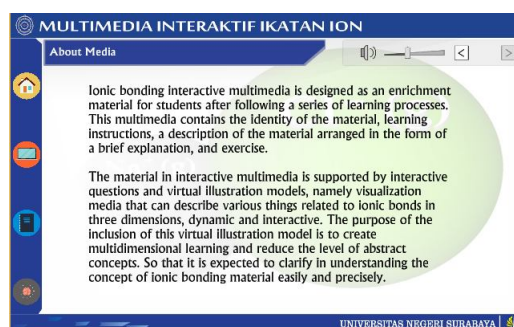 MULTIMEDIA INTERAKTIF IKATAN ION
About Media
Ionic bonding interactive multimedia is designed as an enrichment
material for students after following a series of learning processes.
This multimedia contains the identity of the material, learning
instructions, a description of the material arranged in the form of
a brief explanation, and exercise.
The material in interactive multimedia is supported by interactive
questions and virtual illustration models, namely visualization
media that can describe various things related to ionic bonds in
three dimensions, dynamic and interactive. The purpose of the
inclusion of this virtual illustration model is to create
multidimensional learning and reduce the level of abstract
concepts. So that it is expected to clarify in understanding the
concept of ionic bonding material easily and precisely.
UNIVERSITAS NEGERI SURABAYA